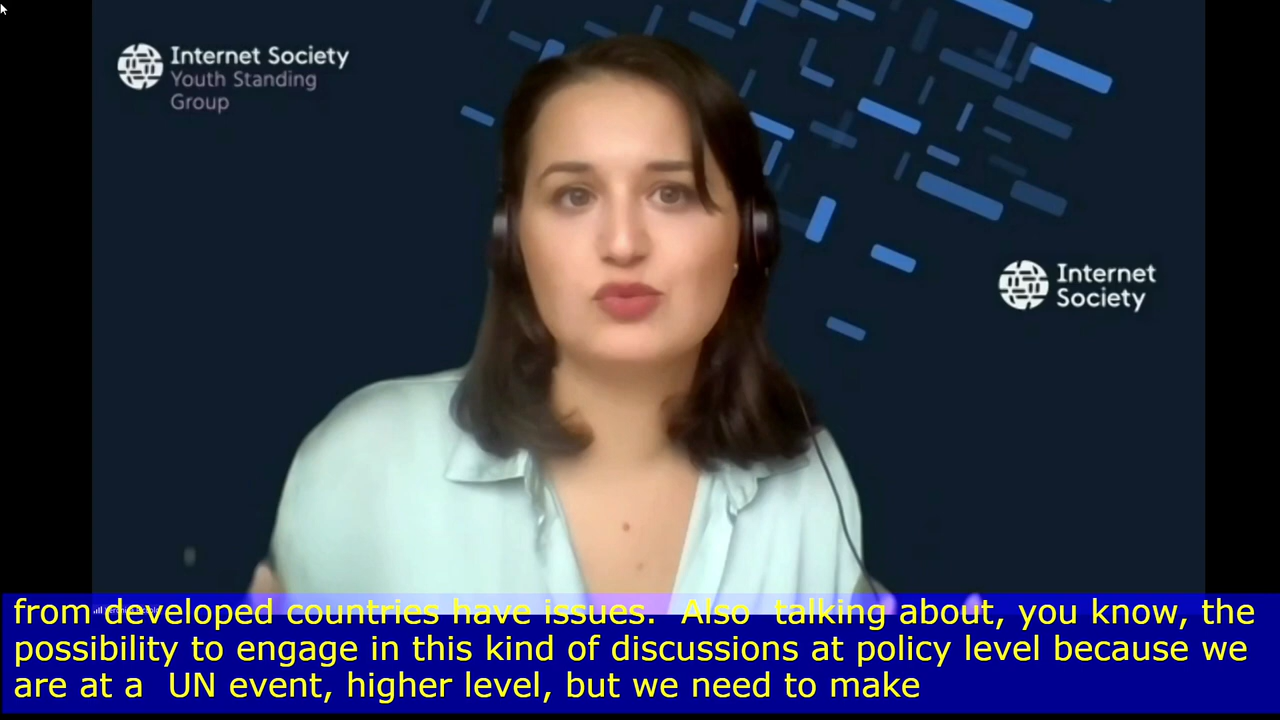 Internet Society
Youth Standing
Group
Internet
Society
from developed countries have issues. Also talking about, you know, the
possibility to engage in this kind of discussions at policy level because we
are at a UN event, higher level, but we need to make